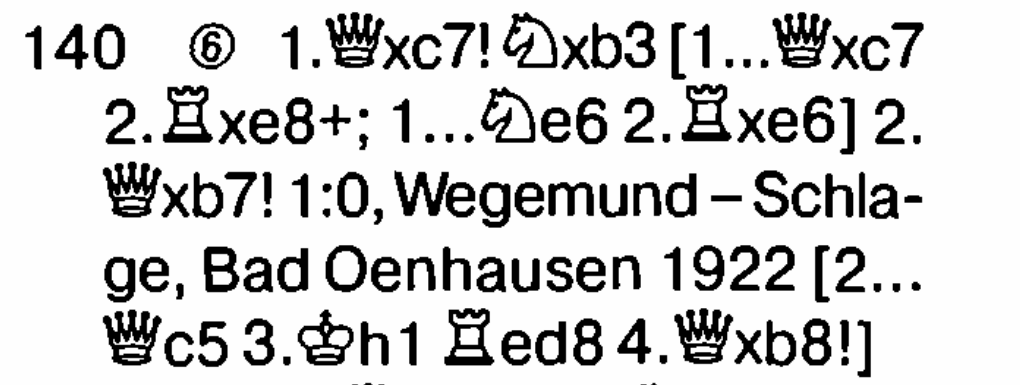 140 ⑥ 1.♕xc7! ♘xb3 [1...♕xc7
2.♖xe8+; 1...♘e6 2.♖xe6] 2.
♕xb7! 1:0, Wegemund – Schla-
ge, Bad Oenhausen 1922 [2...
♕c5 3.♔h1 ♖ed8 4.♕xb8!]